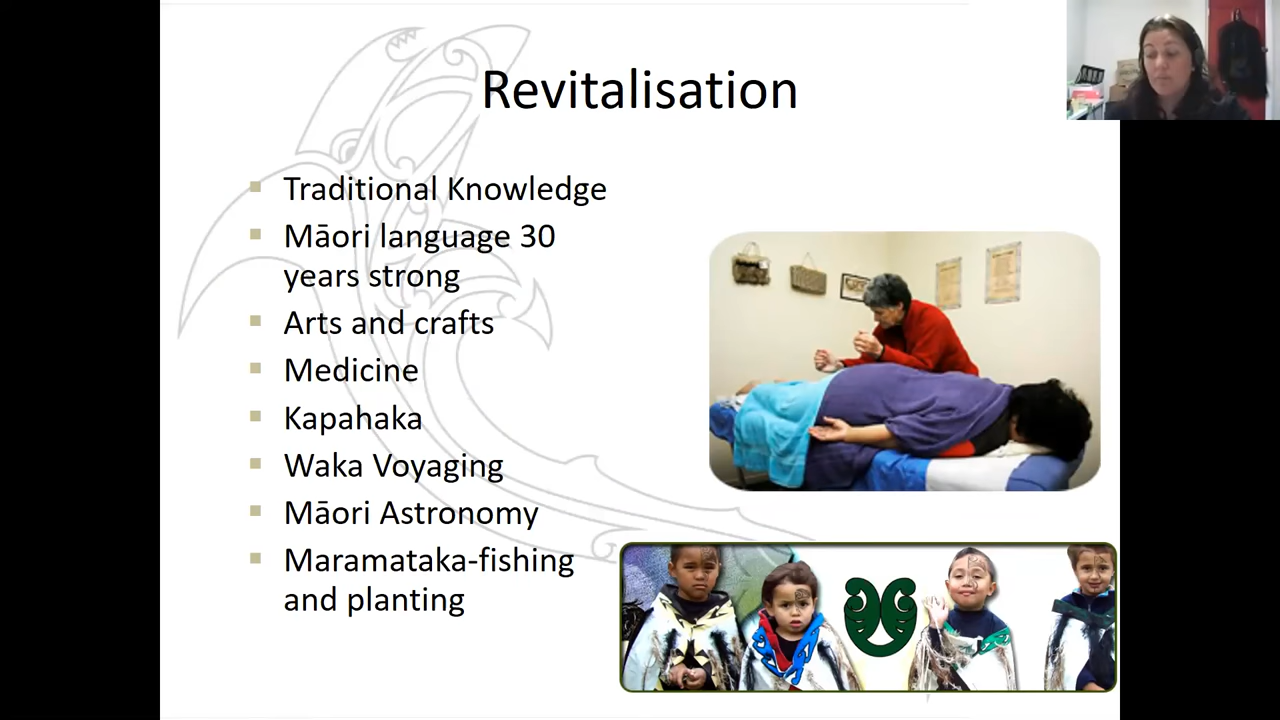 Revitalisation
Traditional Knowledge
Māori language 30
years strong
Arts and crafts
Medicine
Kapahaka
Waka Voyaging
Māori Astronomy
Maramataka-fishing
and planting